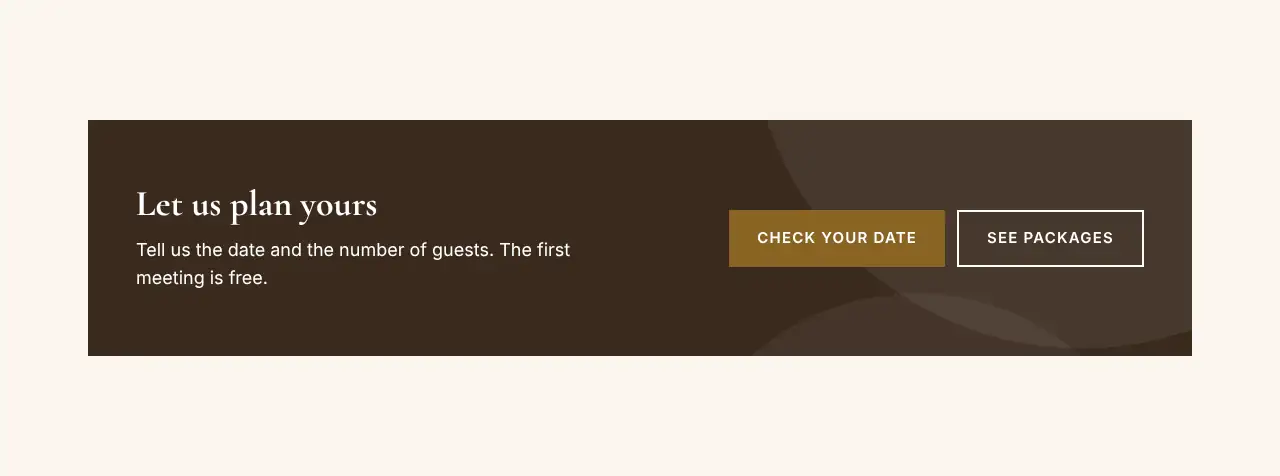 Let us plan yours
Tell us the date and the number of guests. The first
meeting is free.
CHECK YOUR DATE
SEE PACKAGES